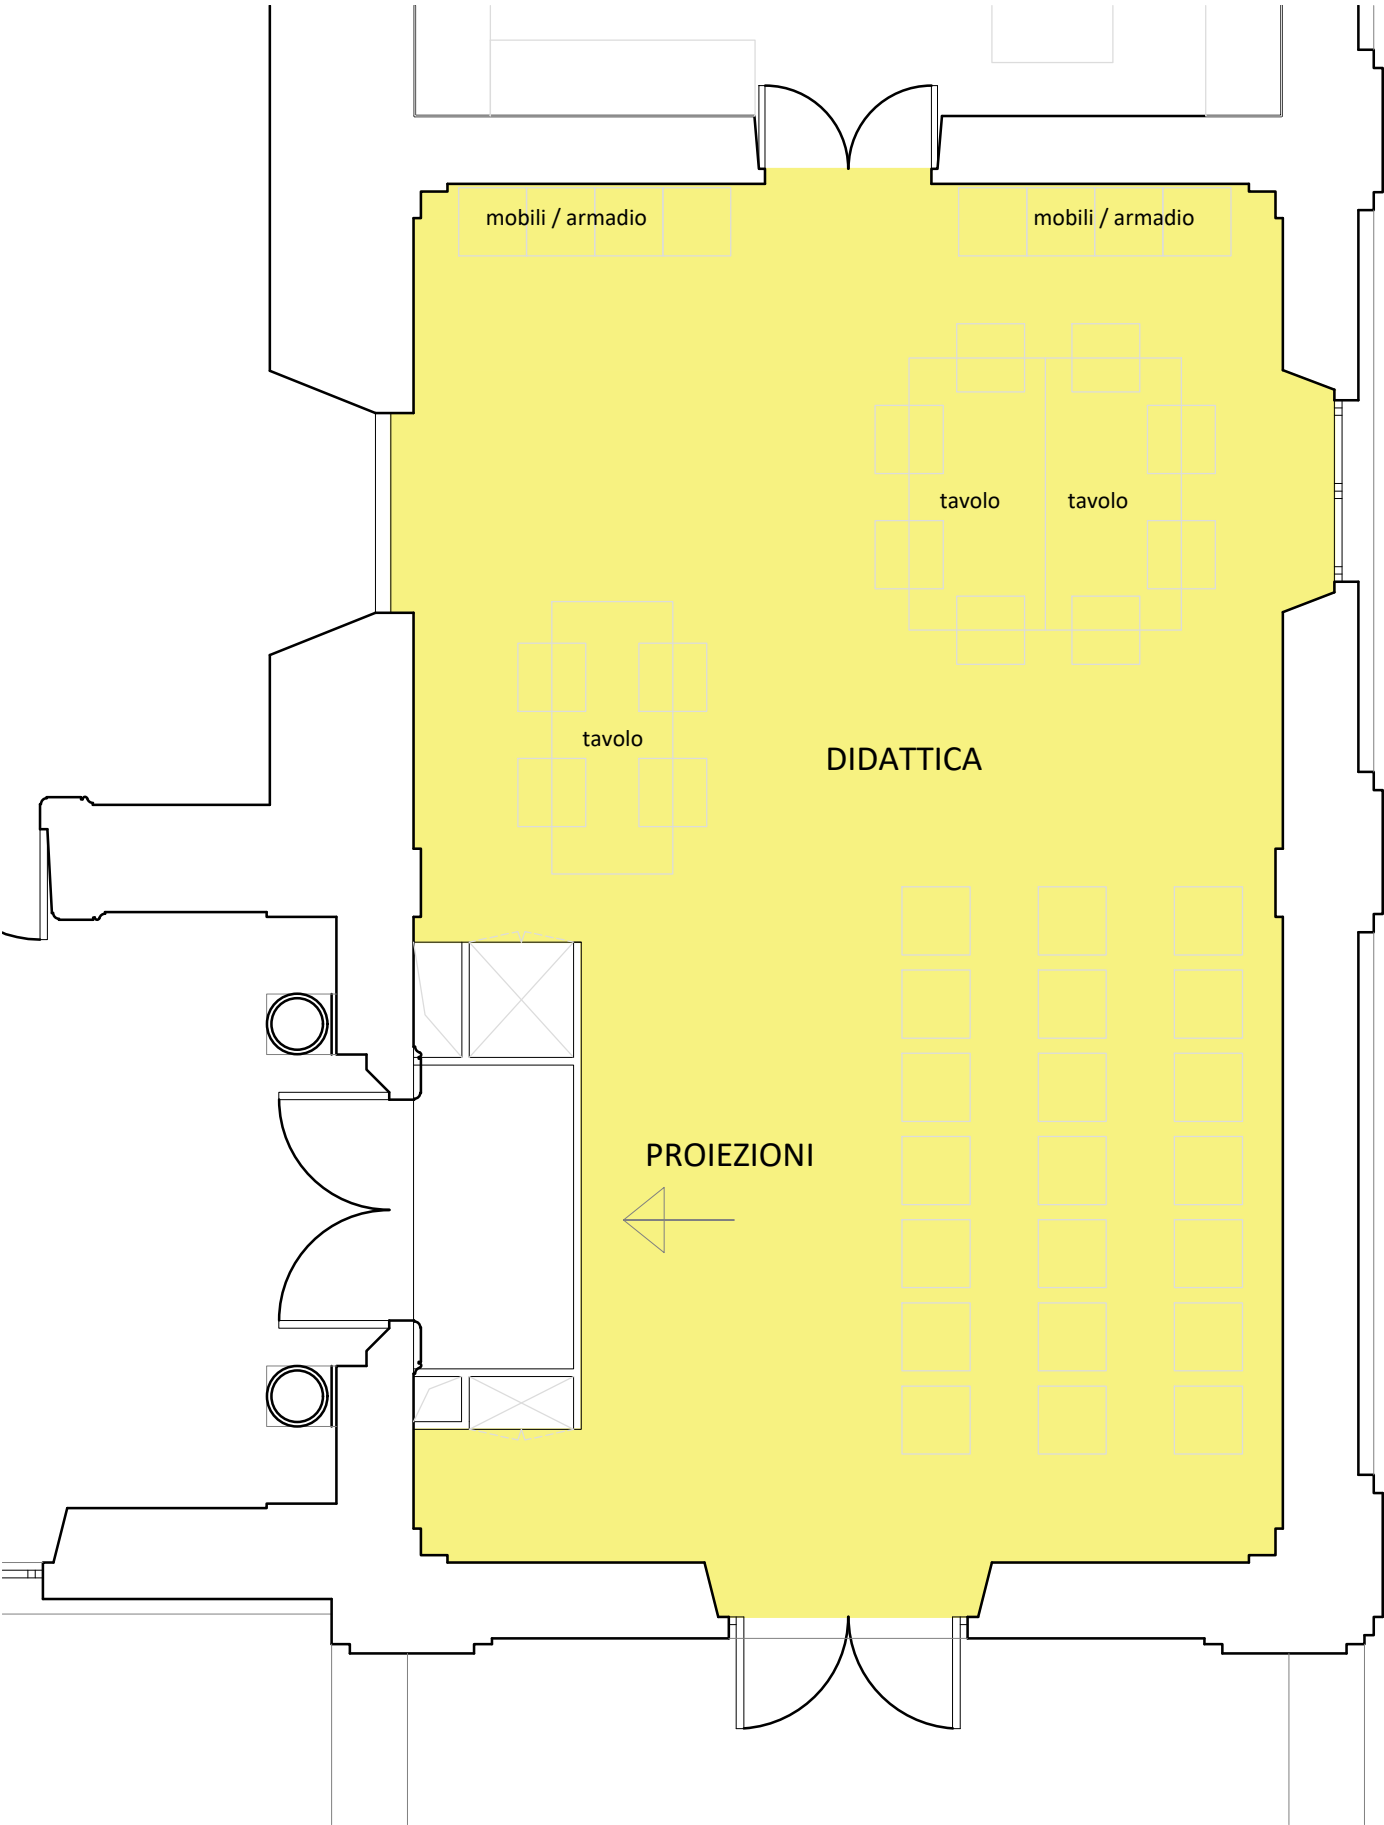 mobili / armadio
mobili / armadio
tavolo
tavolo
tavolo
DIDATTICA
PROIEZIONI